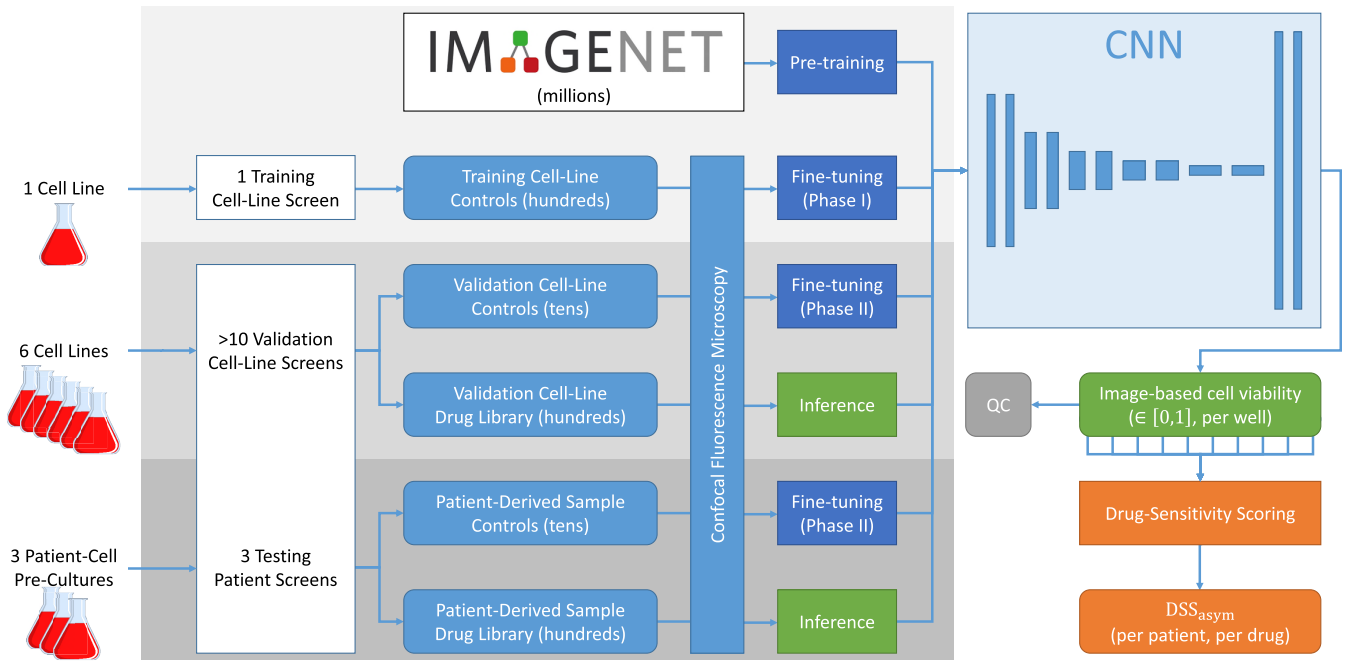 IMAGENET
(millions)
Pre-training
CNN
1 Cell Line
1 Training
Cell-Line Screen
Training Cell-Line
Controls (hundreds)
Fine-tuning
(Phase I)
Confocal Fluorescence Microscopy
6 Cell Lines
>10 Validation
Cell-Line Screens
Validation Cell-Line
Controls (tens)
Fine-tuning
(Phase II)
Validation Cell-Line
Drug Library (hundreds)
Inference
3 Patient-Cell
Pre-Cultures
3 Testing
Patient Screens
Patient-Derived Sample
Controls (tens)
Fine-tuning
(Phase II)
Patient-Derived Sample
Drug Library (hundreds)
Inference
QC
Image-based cell viability
(∈ [0,1], per well)
Drug-Sensitivity Scoring
DSSasym
(per patient, per drug)